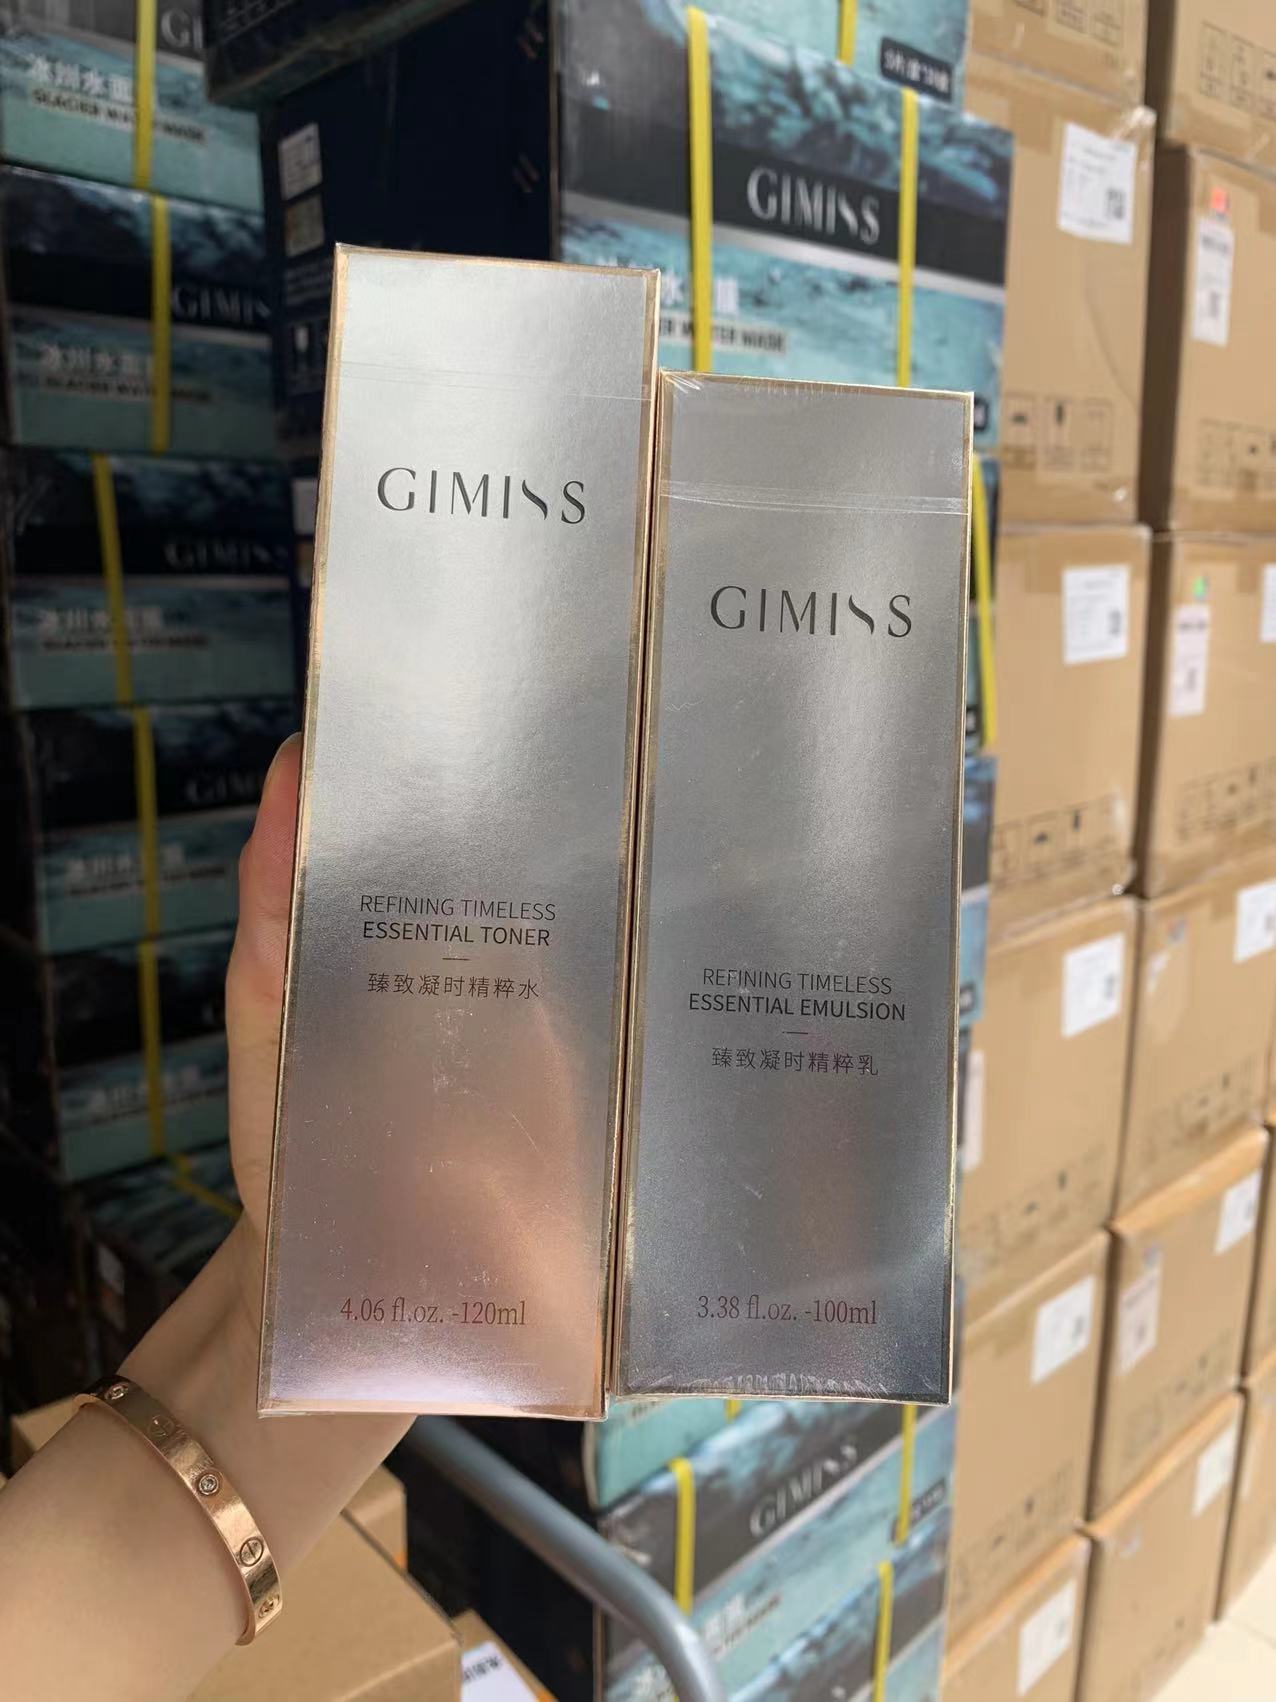 GIMISS
冰川水面膜
GLACIER WATER MASK
GIMISS
GIMISS
REFINING TIMELESS
ESSENTIAL TONER
臻致凝时精粹水
4.06 fl.oz. -120ml
GIMISS
REFINING TIMELESS
ESSENTIAL EMULSION
臻致凝时精粹乳
3.38 fl.oz. -100ml
GIMISS